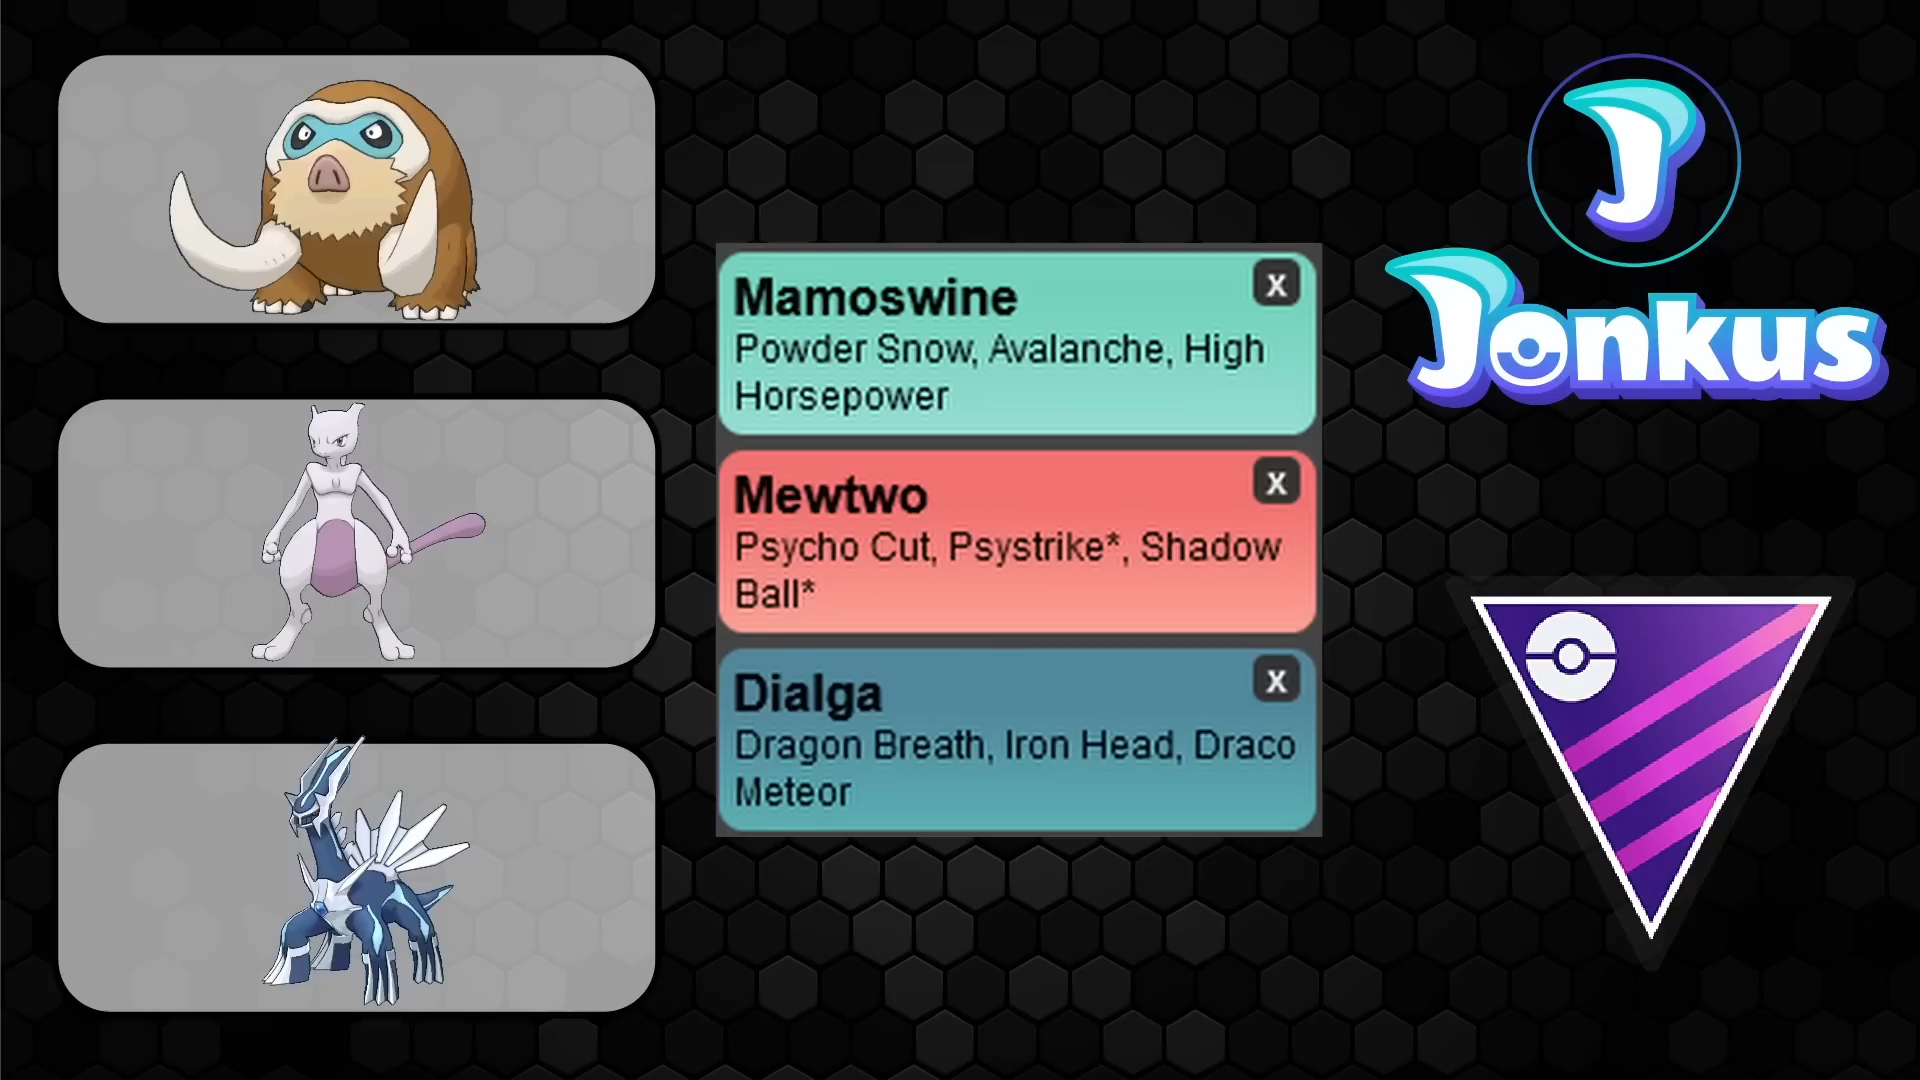 Mamoswine
X
Powder Snow, Avalanche, High
Horsepower
Mewtwo
X
Psycho Cut, Psystrike*, Shadow
Ball*
Dialga
X
Dragon Breath, Iron Head, Draco
Meteor
J
Jonkus